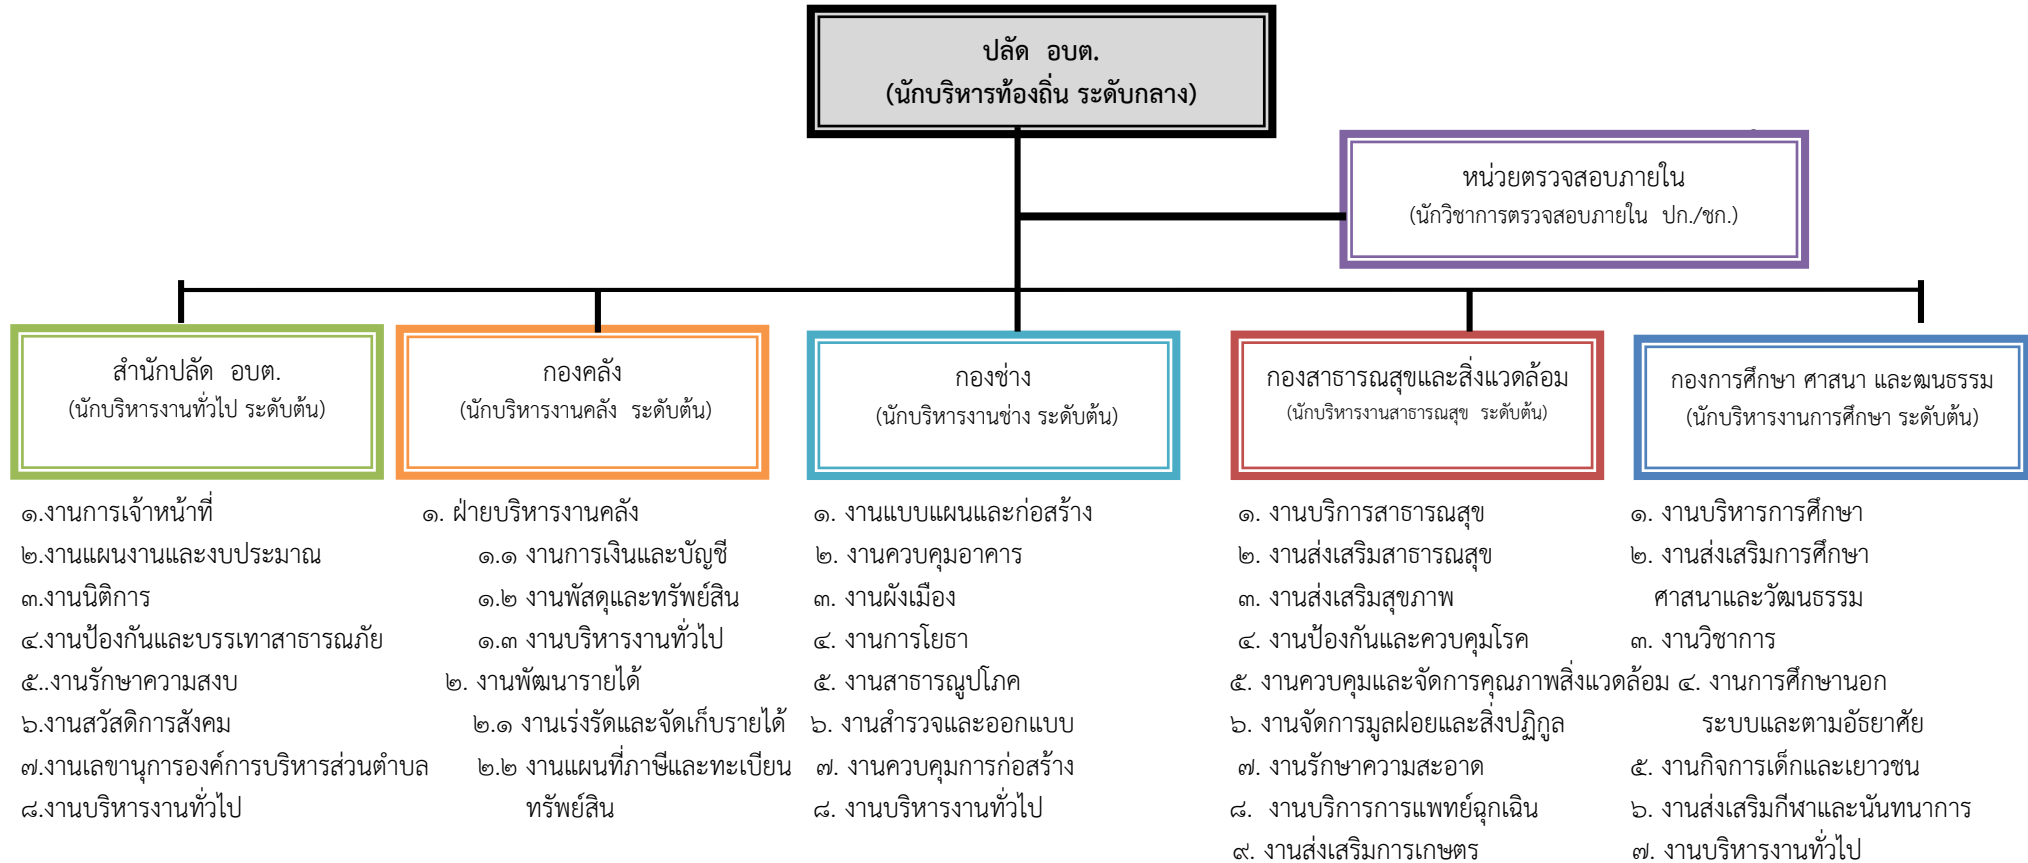 ปลัด อบต.
(นักบริหารท้องถิ่น ระดับกลาง)
หน่วยตรวจสอบภายใน
(นักวิชาการตรวจสอบภายใน ปก./ชก.)
สำนักปลัด อบต.
(นักบริหารงานทั่วไป ระดับต้น)
๑.งานการเจ้าหน้าที่
๒.งานแผนงานและงบประมาณ
๓.งานนิติการ
๔.งานป้องกันและบรรเทาสาธารณภัย
๕..งานรักษาความสงบ
๖.งานสวัสดิการสังคม
๗.งานเลขานุการองค์การบริหารส่วนตำบล
๘.งานบริหารงานทั่วไป
กองคลัง
(นักบริหารงานคลัง ระดับต้น)
๑. ฝ่ายบริหารงานคลัง
๑.๑ งานการเงินและบัญชี
๑.๒ งานพัสดุและทรัพย์สิน
๑.๓ งานบริหารงานทั่วไป
๒. งานพัฒนารายได้
๒.๑ งานเร่งรัดและจัดเก็บรายได้
๒.๒ งานแผนที่ภาษีและทะเบียน
ทรัพย์สิน
กองช่าง
(นักบริหารงานช่าง ระดับต้น)
๑. งานแบบแผนและก่อสร้าง
๒. งานควบคุมอาคาร
๓. งานผังเมือง
๔. งานการโยธา
๕. งานสาธารณูปโภค
๖. งานสำรวจและออกแบบ
๗. งานควบคุมการก่อสร้าง
๘. งานบริหารงานทั่วไป
กองสาธารณสุขและสิ่งแวดล้อม
(นักบริหารงานสาธารณสุข ระดับต้น)
๑. งานบริการสาธารณสุข
๒. งานส่งเสริมสาธารณสุข
๓. งานส่งเสริมสุขภาพ
๔. งานป้องกันและควบคุมโรค
๕. งานควบคุมและจัดการคุณภาพสิ่งแวดล้อม
๖. งานจัดการมูลฝอยและสิ่งปฏิกูล
๗. งานรักษาความสะอาด
๘. งานบริการการแพทย์ฉุกเฉิน
๙. งานส่งเสริมการเกษตร
กองการศึกษา ศาสนา และฒนธรรม
(นักบริหารงานการศึกษา ระดับต้น)
๑. งานบริหารการศึกษา
๒. งานส่งเสริมการศึกษา
ศาสนาและวัฒนธรรม
๓. งานวิชาการ
๔. งานการศึกษานอก
ระบบและตามอัธยาศัย
๕. งานกิจการเด็กและเยาวชน
๖. งานส่งเสริมกีฬาและนันทนาการ
๗. งานบริหารงานทั่วไป